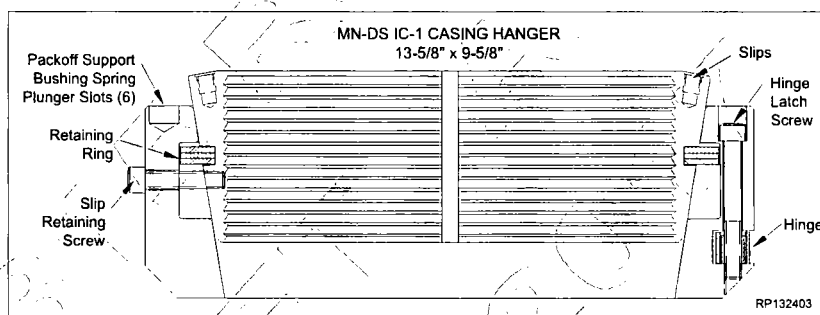 MN-DS IC-1 CASING HANGER
13-5/8" x 9-5/8"
Packoff Support
Bushing Spring
Plunger Slots (6)
Retaining
Ring
Slip
Retaining
Screw
Slips
Hinge
Latch
Screw
Hinge
RP132403